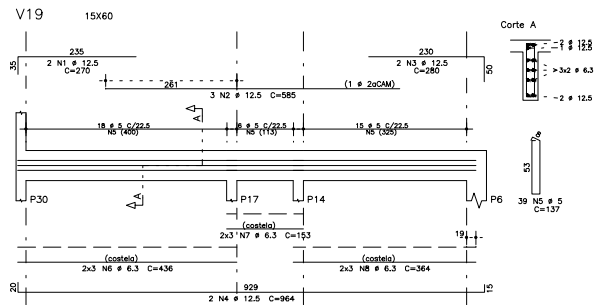 V19 15X60
Corte A
235
2 N1 ø 12.5
C=270
35
230
2 N3 ø 12.5
C=280
50
2 ø 12.5
1 ø 12.5
3x2 ø 6.3
2 ø 12.5
261
(1 ø 2aCAM)
3 N2 ø 12.5 C=585
A
18 ø 5 C/22.5
N5 (400)
6 ø 5 C/22.5
N5 (113)
15 ø 5 C/22.5
N5 (325)
53
39 N5 ø 5
C=137
A
P30
P17
P14
P6
(costela)
2x3 N7 ø 6.3 C=153
19
(costela)
2x3 N6 ø 6.3 C=436
(costela)
2x3 N8 ø 6.3 C=364
20
929
2 N4 ø 12.5 C=964
15